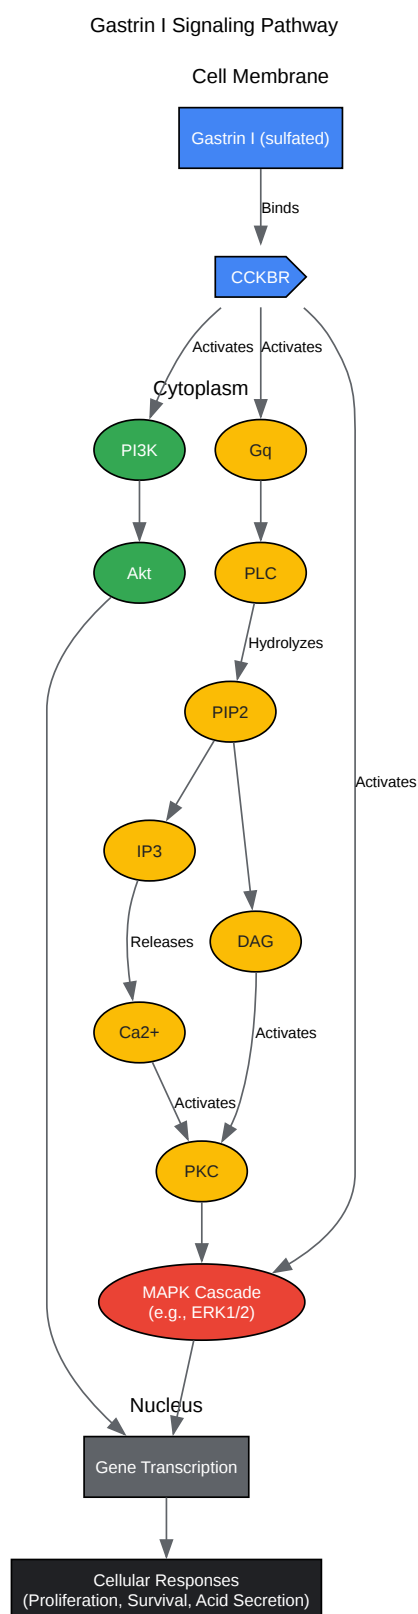 Gastrin I Signaling Pathway
Cell Membrane
Gastrin I (sulfated)
Binds
CCKBR
Activates
Activates
Cytoplasm
PI3K
Gq
Akt
PLC
Hydrolyzes
PIP2
Activates
IP3
DAG
Releases
Ca2+
Activates
Activates
PKC
MAPK Cascade
(e.g., ERK1/2)
Nucleus
Gene Transcription
Cellular Responses
(Proliferation, Survival, Acid Secretion)